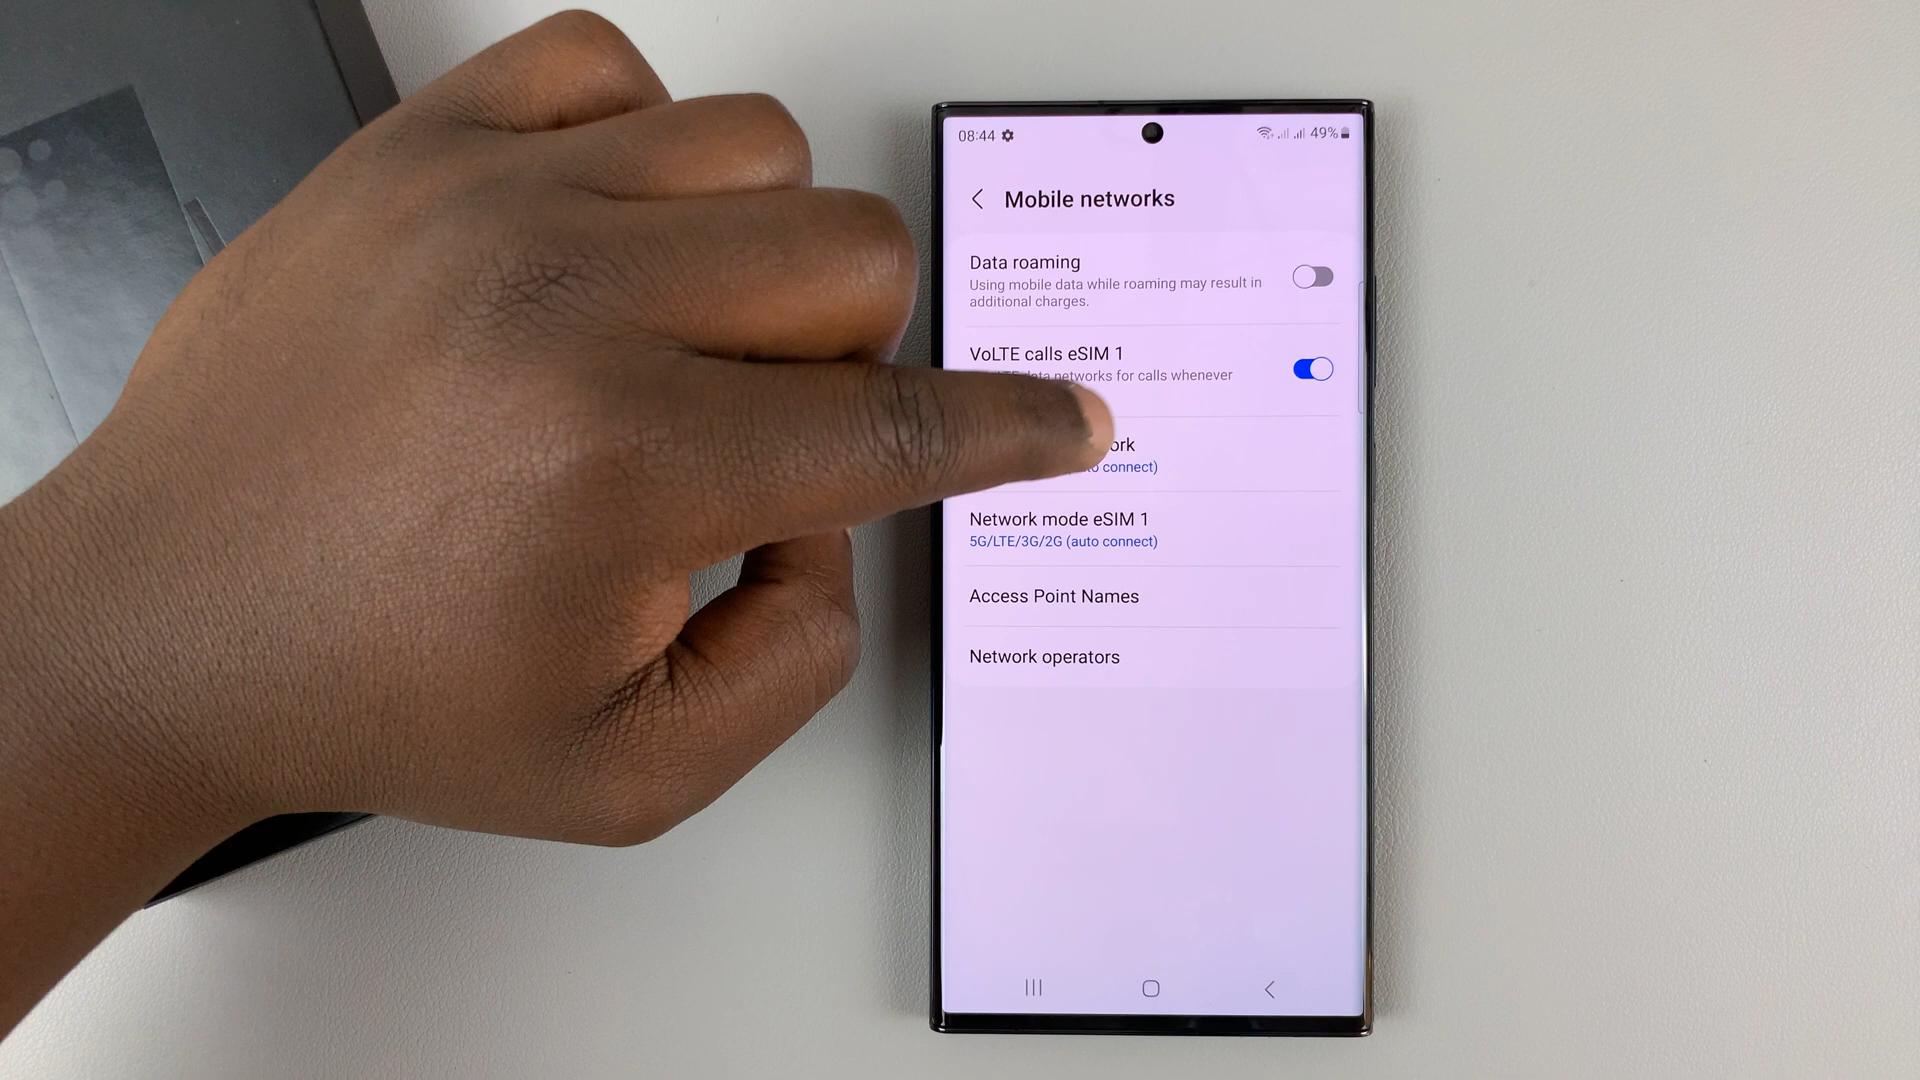 08:44
49%
Mobile networks
Data roaming
Using mobile data while roaming may result in
additional charges.
VoLTE calls eSIM 1
data networks for calls whenever
connect)
Network mode eSIM 1
5G/LTE/3G/2G (auto connect)
Access Point Names
Network operators